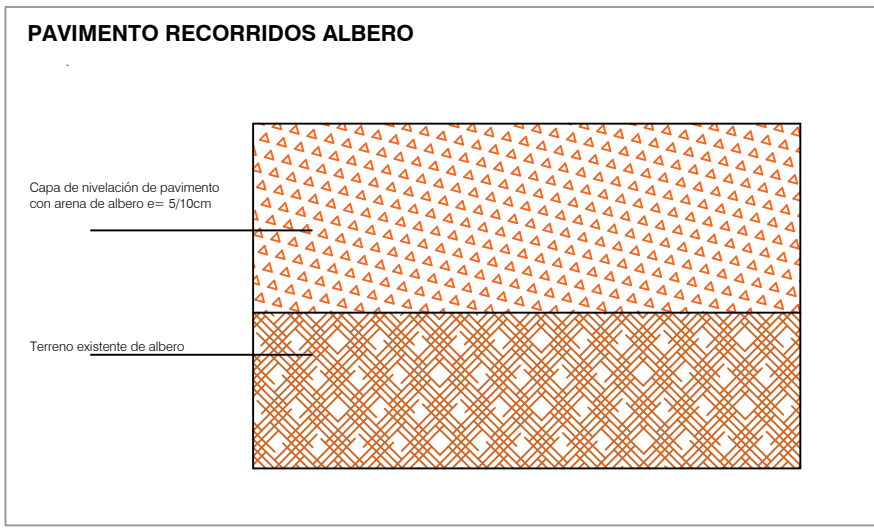 PAVIMENTO RECORRIDOS ALBERO
Capa de nivelación de pavimento
con arena de albero e= 5/10cm
Terreno existente de albero